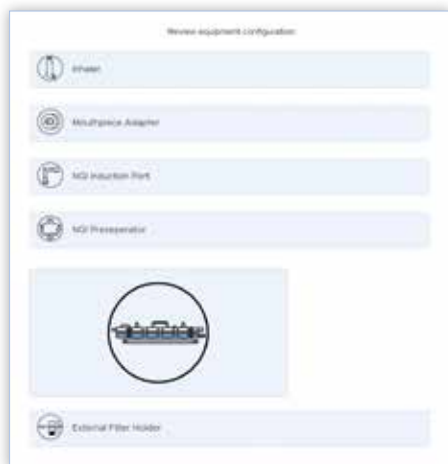 Review equipment configuration
Inhaler
Mouthpiece Adapter
NGI Induction Port
NGI Preseparator
External Filter Holder